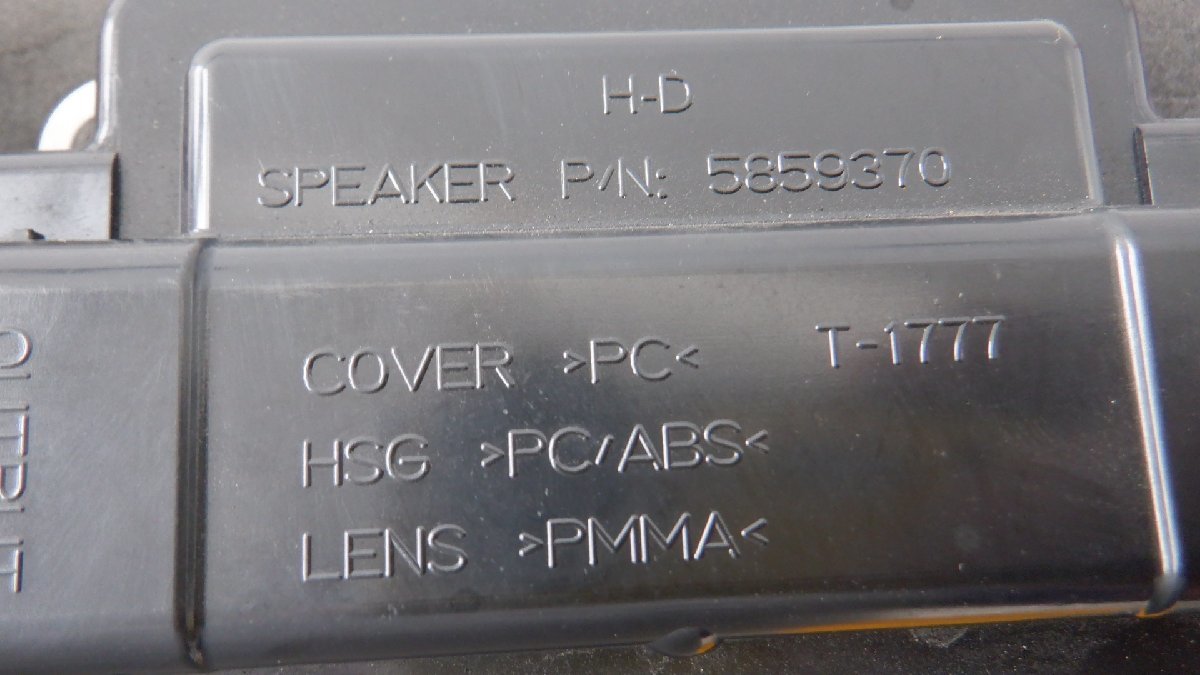 H-D
SPEAKER P/N: 5859370
COVER >PC< T-1777
HSG >PC/ABS<
LENS >PMMA<